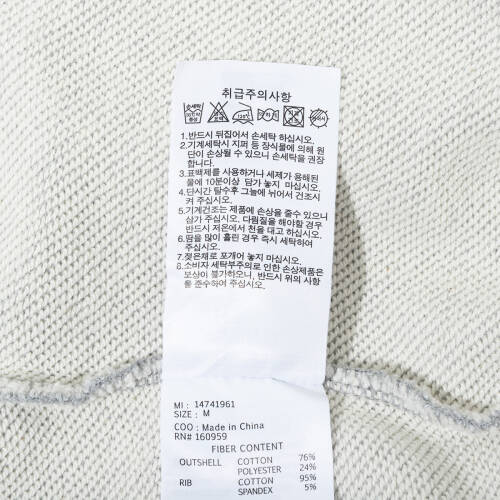 취급주의사항
손세탁
30℃ 중성
120℃
1.반드시 뒤집어서 손세탁 하십시오.
2.기계세탁시 지퍼 등 장식물에 의해 원
단이 손상될 수 있으니 손세탁을 권장
합니다.
3.표백제를 사용하거나 세제가 용해된
물에 10분이상 담가 놓지 마십시오.
4.단시간 탈수후 그늘에 뉘어서 건조시
켜 주십시오.
5.기계건조는 제품에 손상을 줄수 있으니
삼가 주십시오. 다림질을 해야할 경우
반드시 저온에서 천을 대고 하십시오.
6.땀을 많이 흘린 경우 즉시 세탁하여
주십시오.
7.젖은채로 포개어 놓지 마십시오.
8.소비자 세탁부주의로 인한 손상제품은
보상이 불가하오니, 반드시 위의 사항
을 준수하여 주십시오.
MI : 14741961
SIZE : M
COO : Made in China
RN# 160959
FIBER CONTENT
OUTSHELL COTTON 76%
POLYESTER 24%
RIB COTTON 95%
SPANDEX 5%